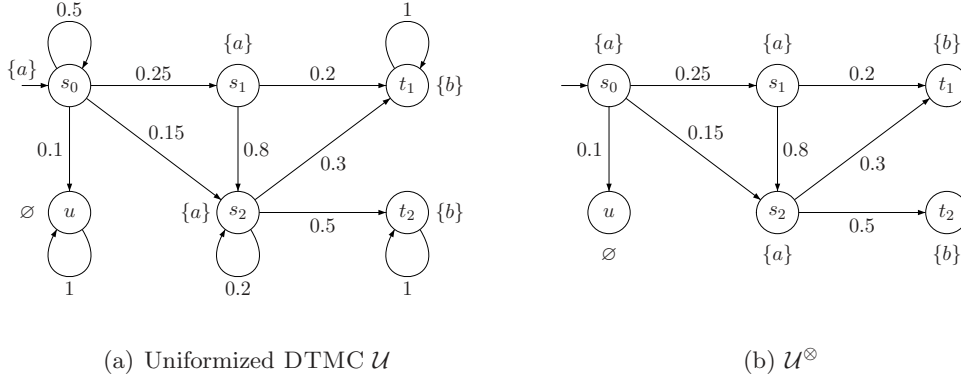 0.5
1
{a}
{a}
s₀
0.25
s₁
0.2
t₁
{b}
0.1
0.15
0.8
0.3
∅
u
{a}
s₂
0.5
t₂
{b}
1
0.2
1
(a) Uniformized DTMC 𝒰
{a}
{a}
{b}
s₀
0.25
s₁
0.2
t₁
0.1
0.15
0.8
0.3
u
s₂
0.5
t₂
∅
{a}
{b}
(b) 𝒰⊗